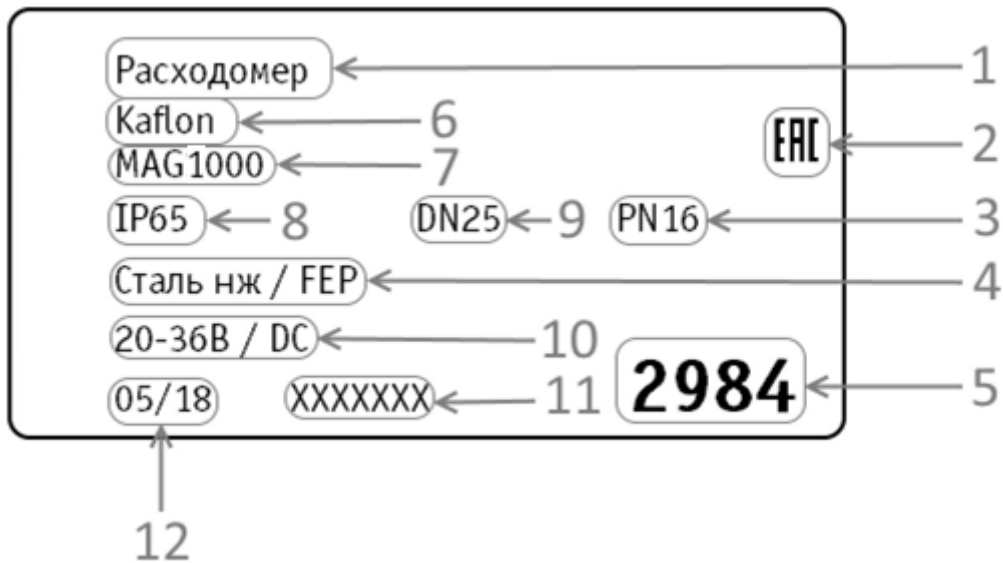 Расходомер 1
Kaflon 6
EAC 2
MAG1000 7
IP65 8 DN25 9 PN16 3
Сталь нж / FEP 4
20-36В / DC 10
05/18 XXXXXXX 11 2984 5
12